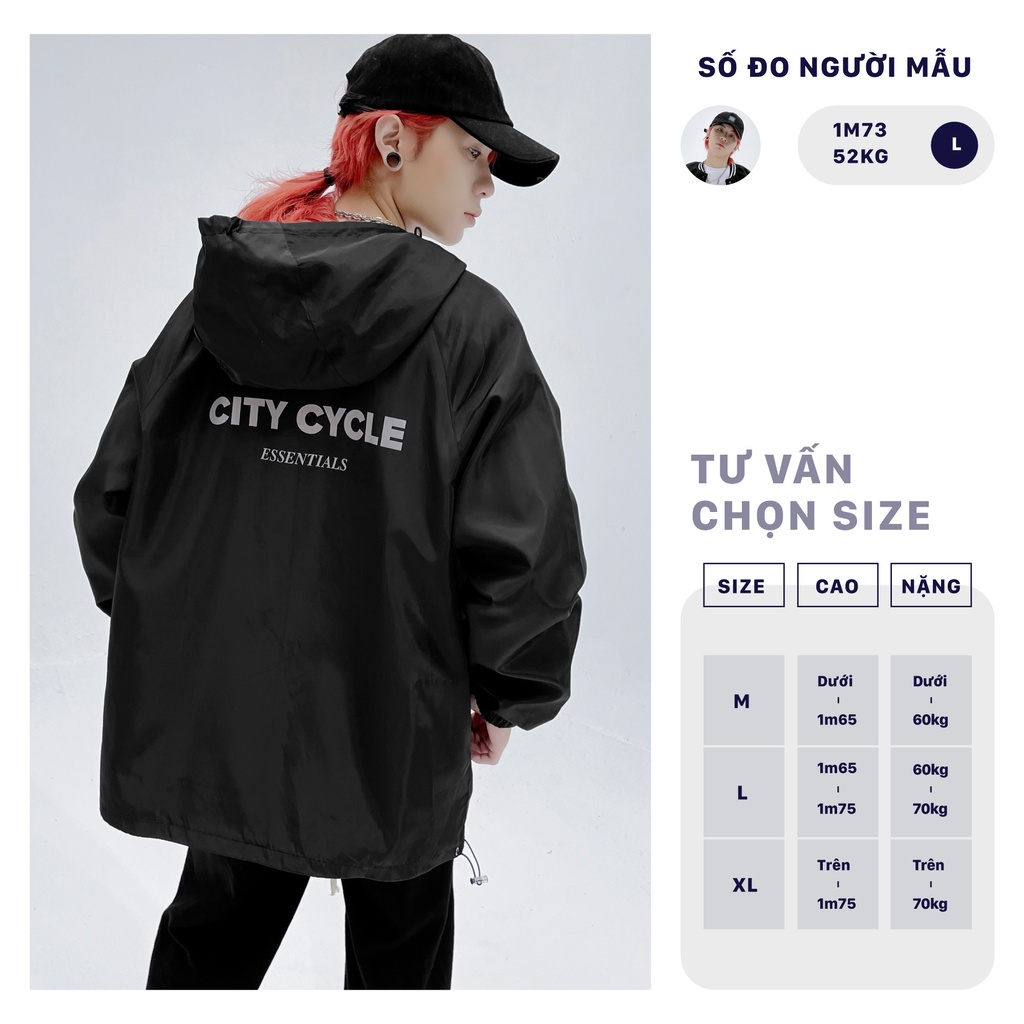 SỐ ĐO NGƯỜI MẪU
1M73
52KG
L
CITY CYCLE
ESSENTIALS
TƯ VẤN
CHỌN SIZE
SIZE CAO NẶNG
M Dưới - 1m65 Dưới - 60kg
L 1m65 - 1m75 60kg - 70kg
XL Trên - 1m75 Trên - 70kg